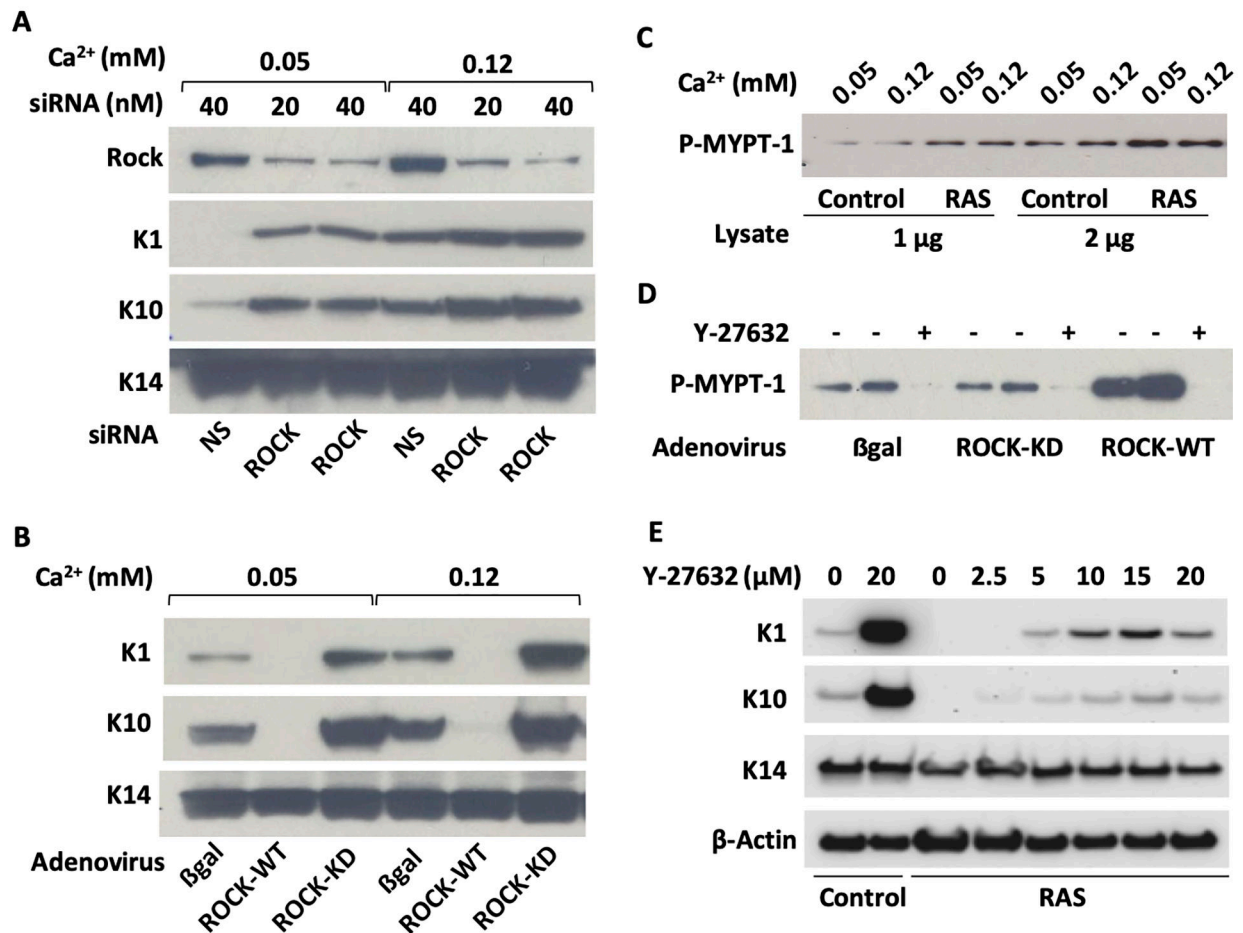 A
Ca²⁺ (mM) 0.05 0.12
siRNA (nM) 40 20 40 40 20 40
Rock
K1
K10
K14
siRNA NS ROCK ROCK NS ROCK ROCK
B
Ca²⁺ (mM) 0.05 0.12
K1
K10
K14
Adenovirus ßgal ROCK-WT ROCK-KD ßgal ROCK-WT ROCK-KD
C
Ca²⁺ (mM) 0.05 0.12 0.05 0.12 0.05 0.12 0.05 0.12
P-MYPT-1
Control RAS Control RAS
Lysate 1 µg 2 µg
D
Y-27632 - - + - - + - - +
P-MYPT-1
Adenovirus ßgal ROCK-KD ROCK-WT
E
Y-27632 (µM) 0 20 0 2.5 5 10 15 20
K1
K10
K14
β-Actin
Control RAS